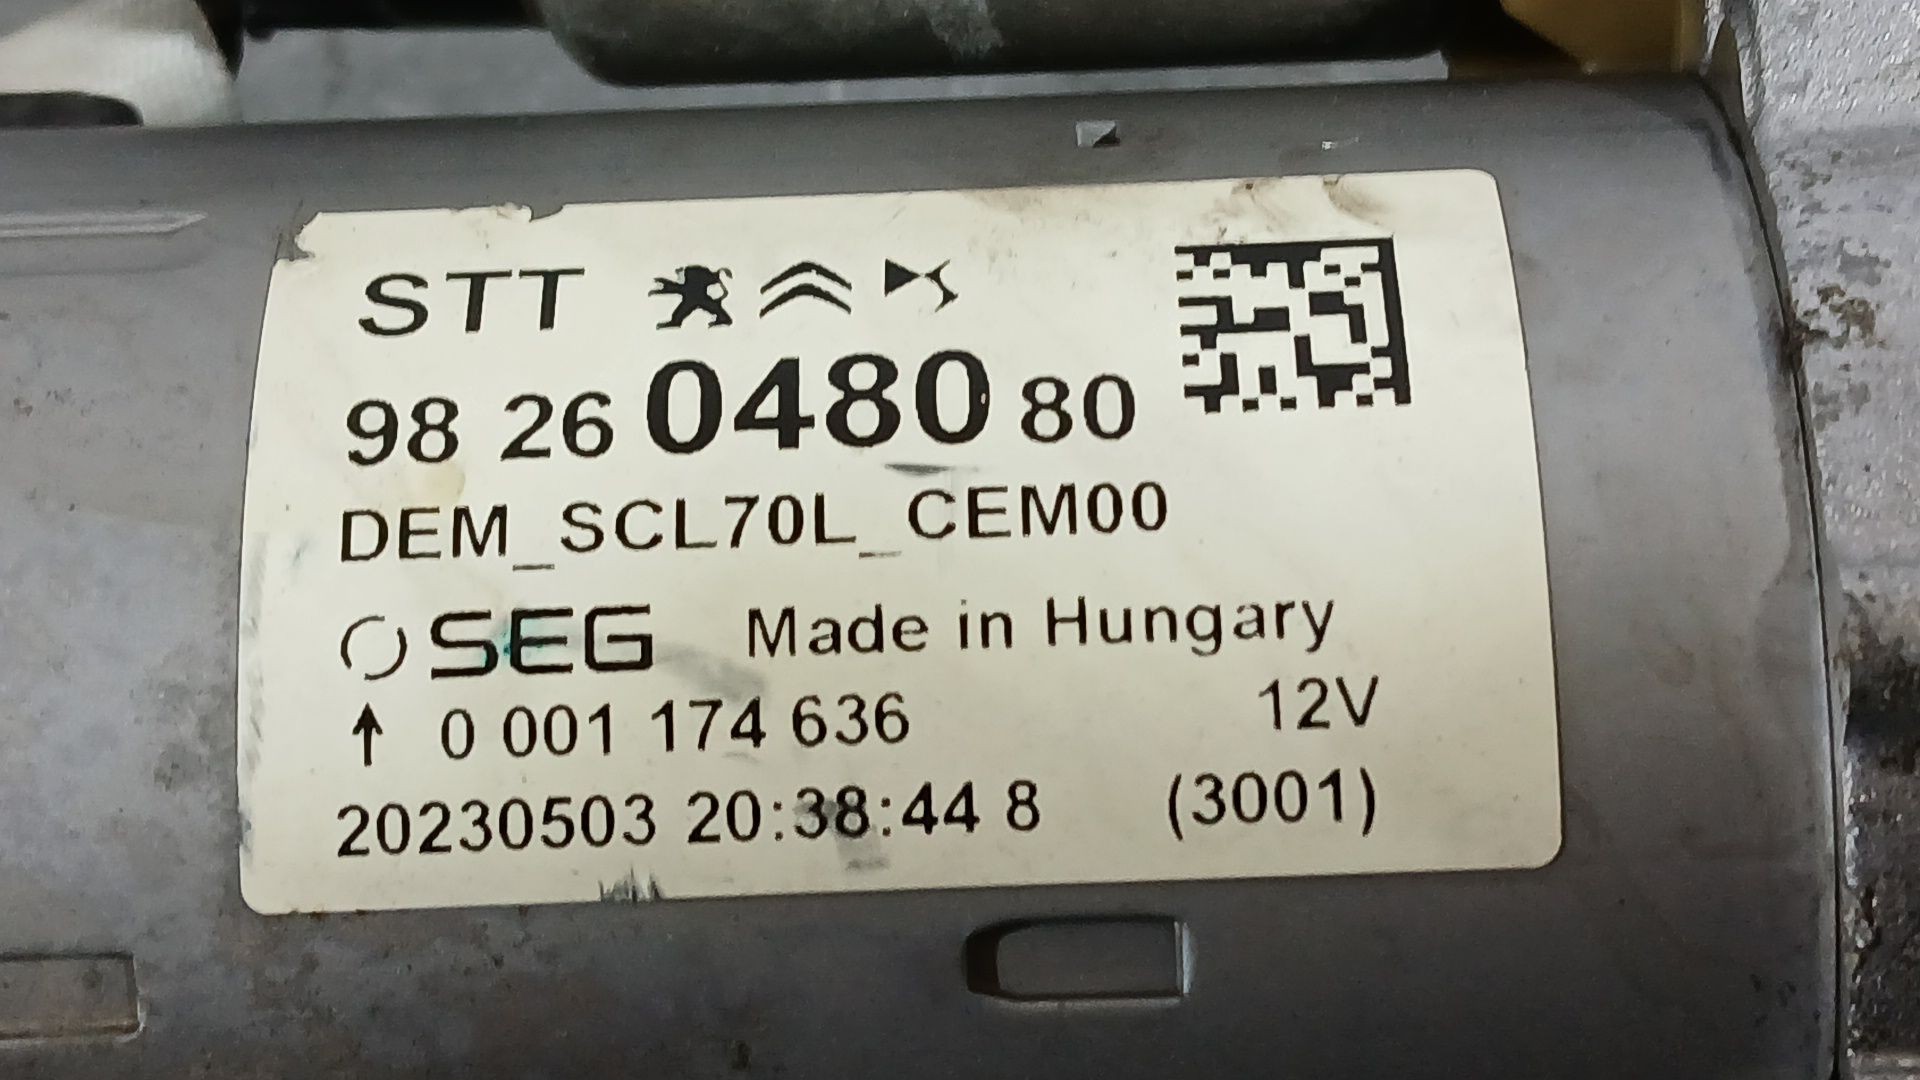 STT
98 26 0480 80
DEM_SCL70L_CEM00
SEG Made in Hungary
↑ 0 001 174 636 12V
20230503 20:38:44 8 (3001)